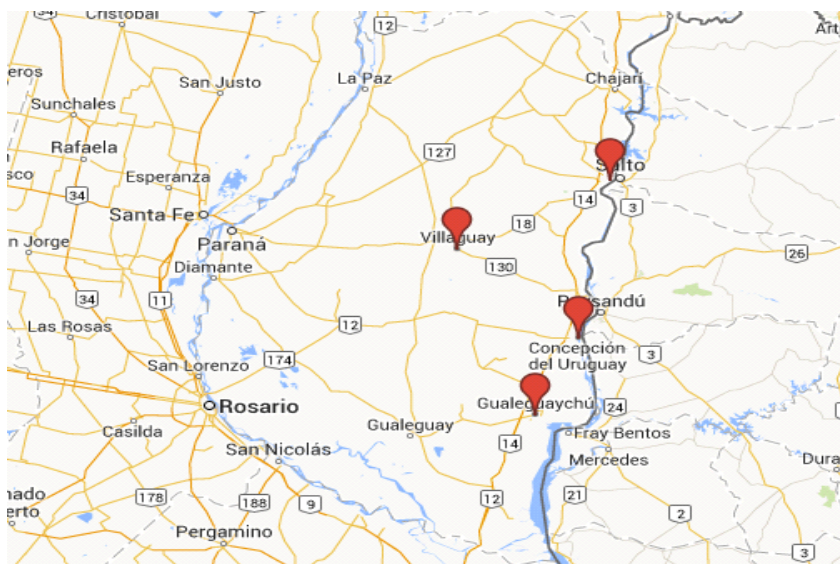 Cristóbal
12
Art
La Paz
Chajarí
eros
San Justo
Sunchales
127
Rafaela
Salto
sco
Esperanza
34
14
3
Santa Fe
18
Villaguay
n Jorge
Paraná
26
Diamante
130
34
11
Paysandú
12
Las Rosas
Concepción
del Uruguay
3
174
San Lorenzo
Gualeguaychú
24
Rosario
Gualeguay
Casilda
Fray Bentos
14
San Nicolás
Mercedes
Dura
nado
erto
178
188
9
12
21
2
Pergamino
3